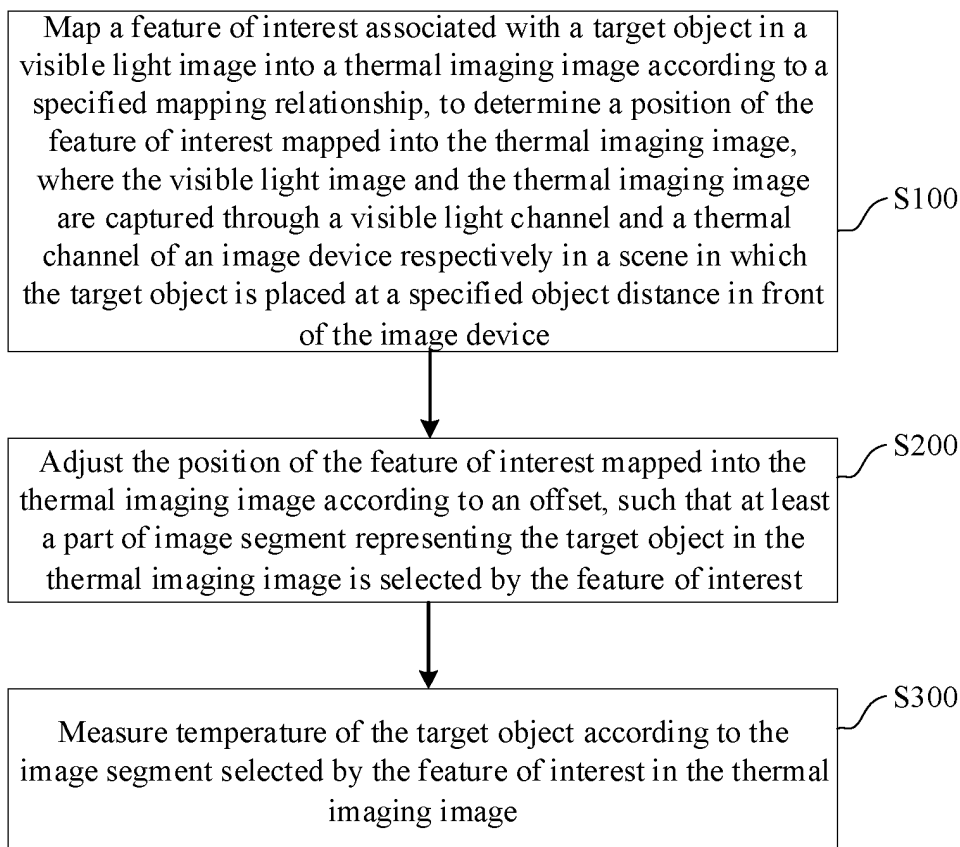 Map a feature of interest associated with a target object in a
visible light image into a thermal imaging image according to a
specified mapping relationship, to determine a position of the
feature of interest mapped into the thermal imaging image,
where the visible light image and the thermal imaging image
are captured through a visible light channel and a thermal
channel of an image device respectively in a scene in which
the target object is placed at a specified object distance in front
of the image device
S100
Adjust the position of the feature of interest mapped into the
thermal imaging image according to an offset, such that at least
a part of image segment representing the target object in the
thermal imaging image is selected by the feature of interest
S200
Measure temperature of the target object according to the
image segment selected by the feature of interest in the thermal
imaging image
S300